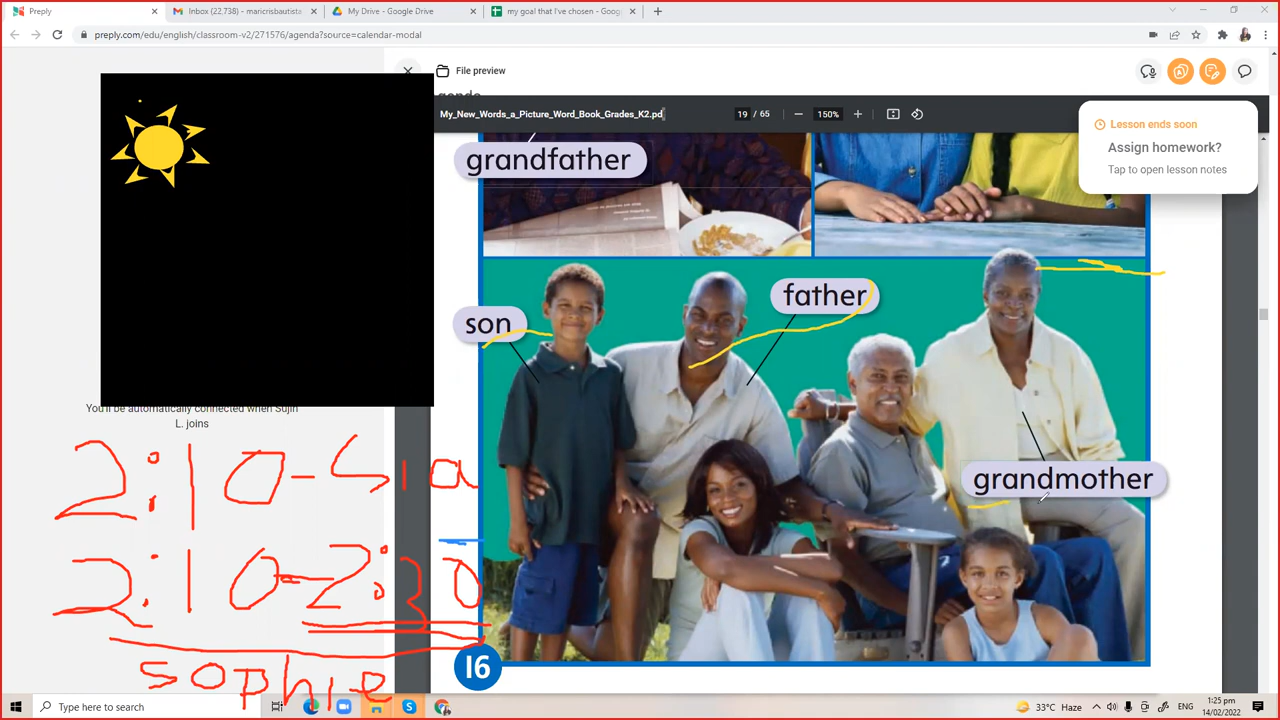 Preply
Inbox (22,738) - maricrisbautista
My Drive - Google Drive
my goal that I've chosen - Goog
preply.com/edu/english/classroom-v2/271576/agenda?source=calendar-modal
File preview
My_New_Words_a_Picture_Word_Book_Grades_K2.pd
19 / 65
150%
Lesson ends soon
Assign homework?
Tap to open lesson notes
grandfather
son
father
grandmother
You'll be automatically connected when Sujin
L. joins
2:10-Sia
2:10-2:30
sophie
16
Type here to search
33°C Haze
ENG
1:25 pm
14/02/2022